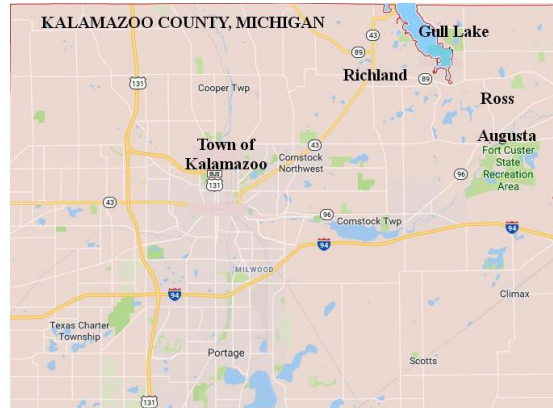 KALAMAZOO COUNTY, MICHIGAN
Gull Lake
43
89
Richland
89
131
Cooper Twp
Ross
Town of
Kalamazoo
43
Comstock
Northwest
Augusta
Fort Custer
State
Recreation
Area
BUS
131
96
43
96
Comstock Twp
94
94
MILWOOD
94
Climax
Texas Charter
Township
Portage
Scotts
131